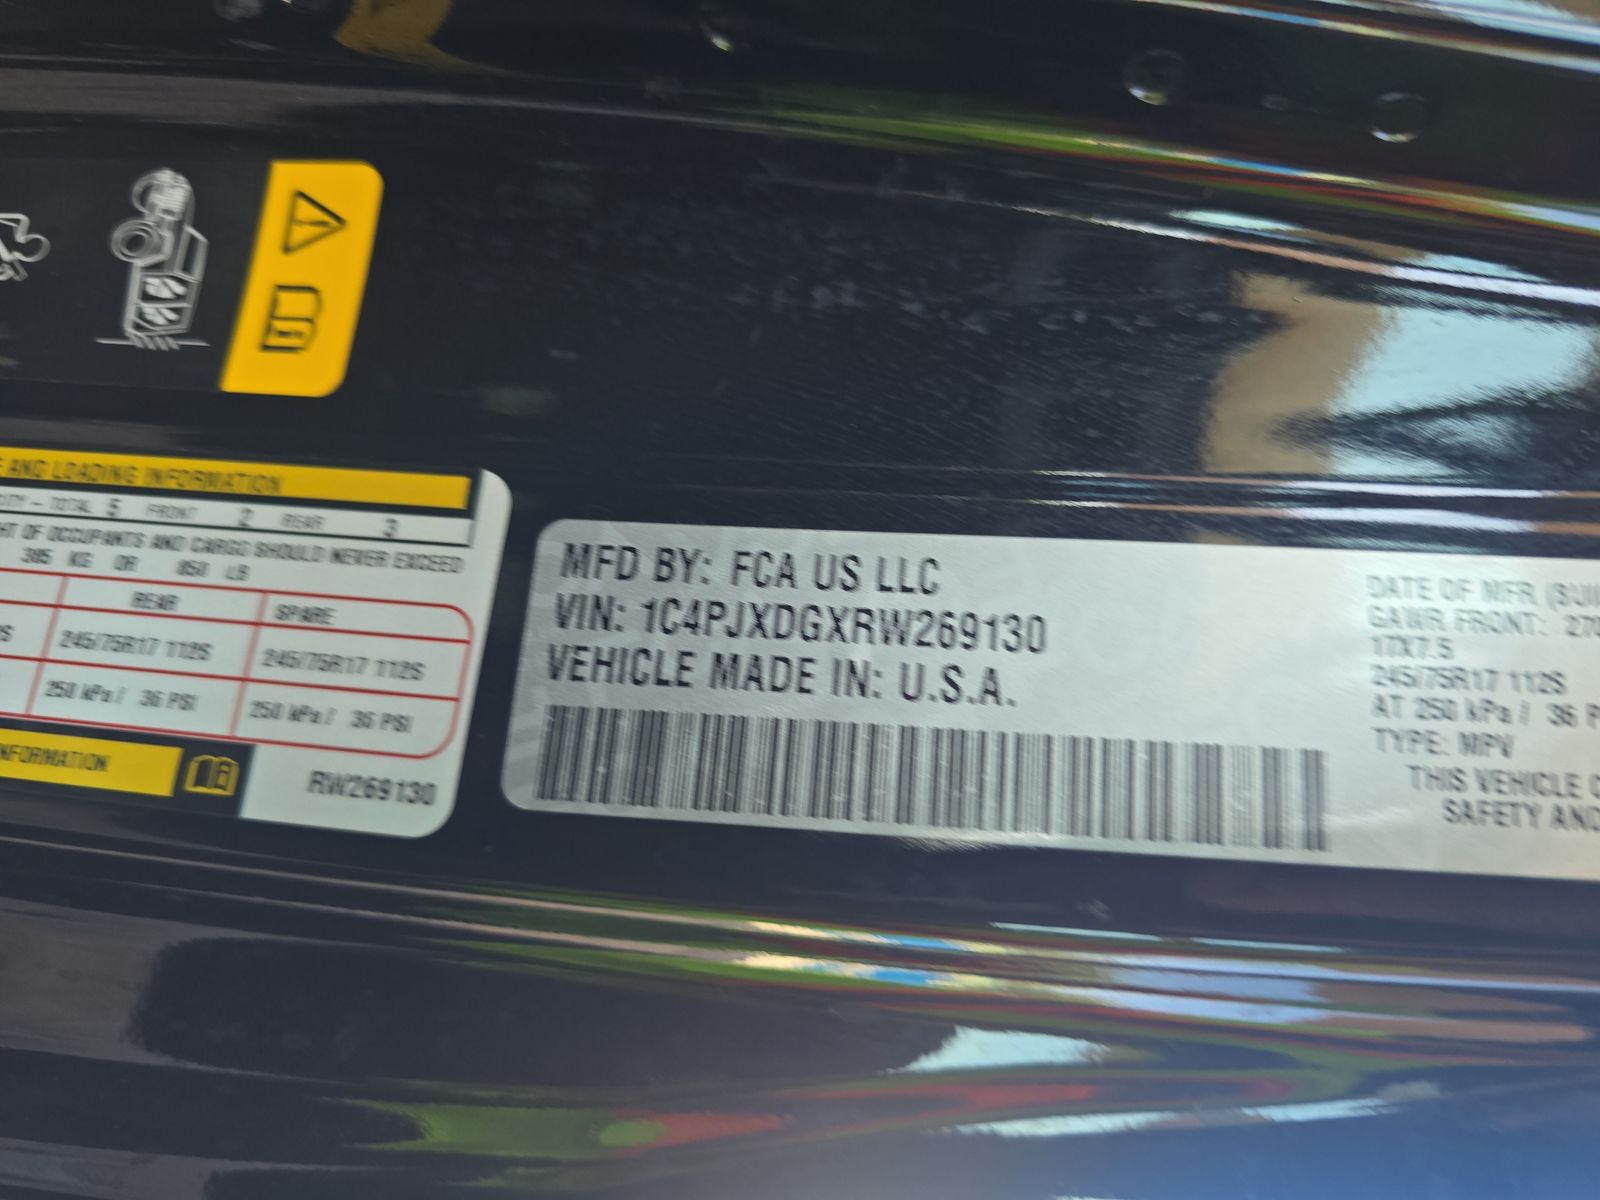 AND LOADING INFORMATION
TOTAL 5 FRONT 2 REAR 3
OF OCCUPANTS AND CARGO SHOULD NEVER EXCEED
385 KG OR 850 LB
REAR SPARE
245/75R17 112S 245/75R17 112S
250 kPa / 36 PSI 250 kPa / 36 PSI
RW269130
MFD BY: FCA US LLC
VIN: 1C4PJXDGXRW269130
VEHICLE MADE IN: U.S.A.
DATE OF MFR
GAWR FRONT:
17X7.5
245/75R17 112S
AT 250 kPa / 36
TYPE: MPV
THIS VEHICLE
SAFETY AND